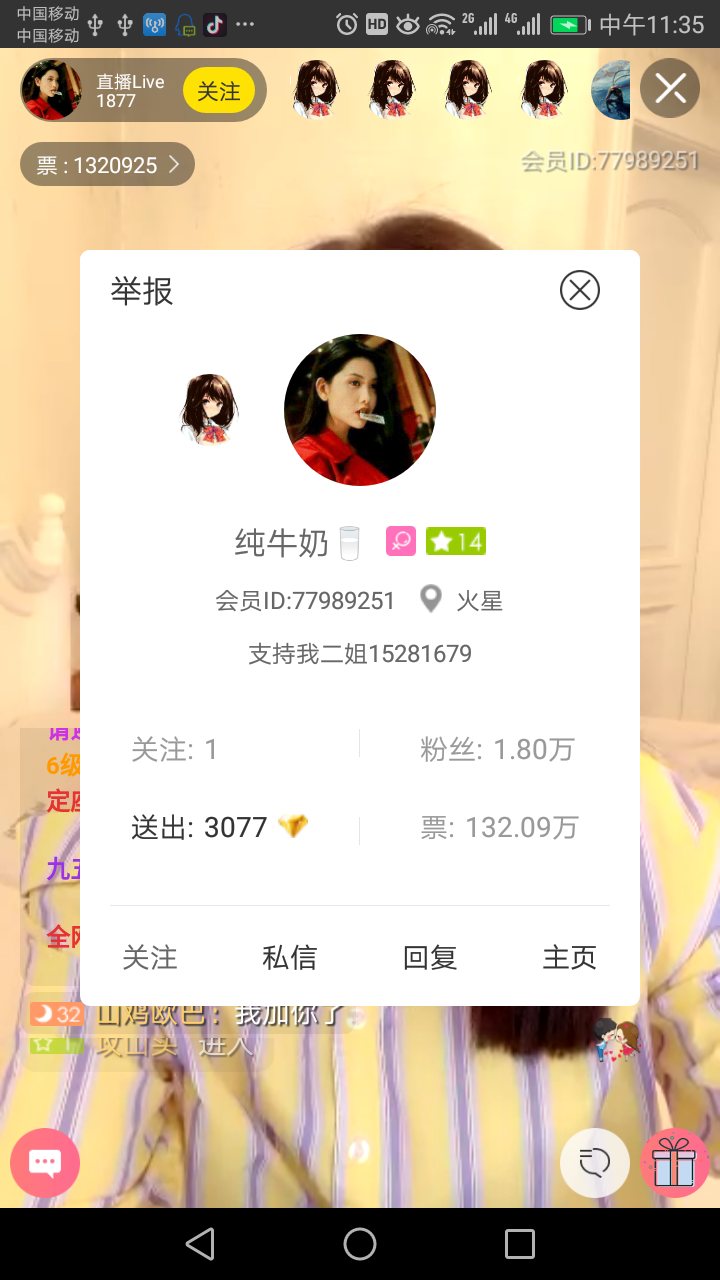 中国移动
中国移动
HD
2G
4G
中午11:35
直播Live
1877
关注
票 : 1320925
会员ID:77989251
举报
纯牛奶
14
会员ID:77989251
火星
支持我二姐15281679
关注: 1
粉丝: 1.80万
送出: 3077
票: 132.09万
关注
私信
回复
主页
6级
定座
九五
全网
32 山鸡欧巴：我加你了
攻山头 进入